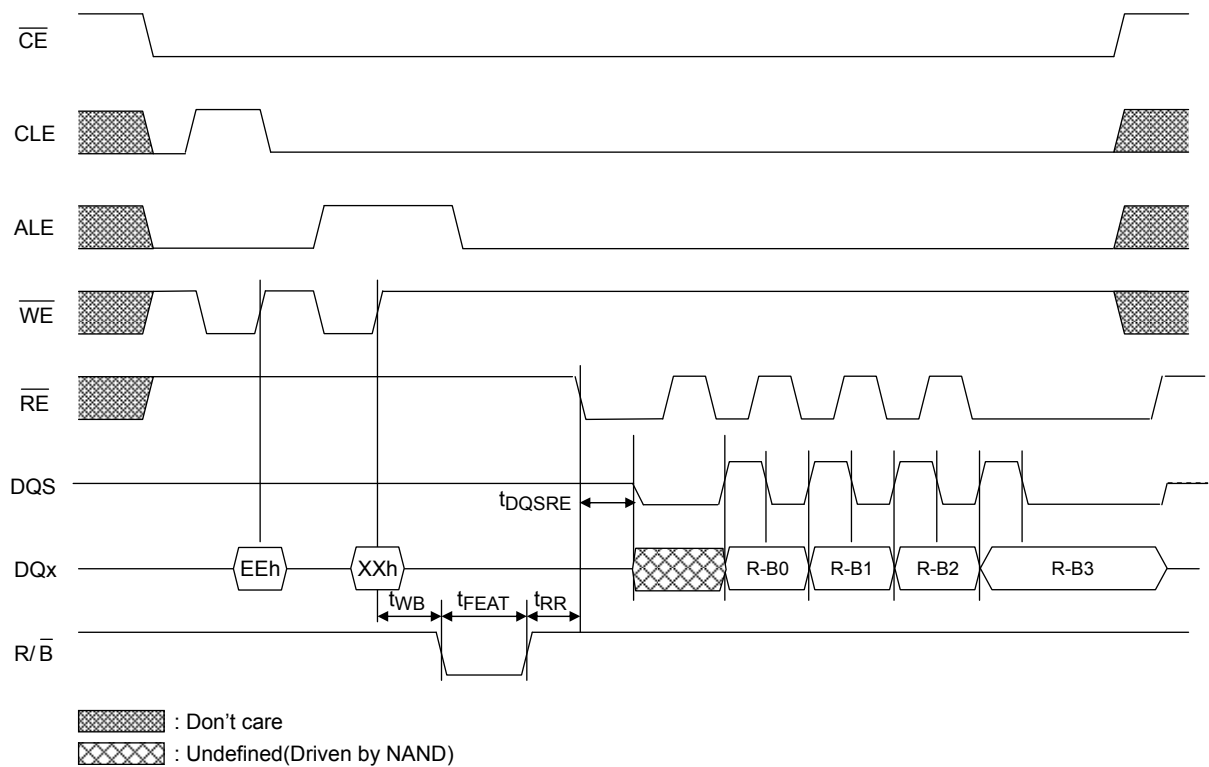 CE
CLE
ALE
WE
RE
DQS
tDQSRE
DQx
EEh
XXh
R-B0
R-B1
R-B2
R-B3
tWB
tFEAT
tRR
R/B
: Don't care
: Undefined(Driven by NAND)